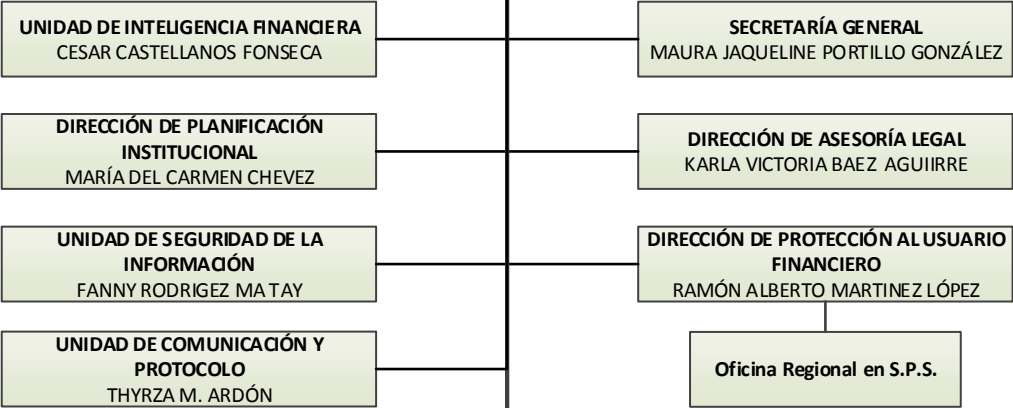 UNIDAD DE INTELIGENCIA FINANCIERA
CESAR CASTELLANOS FONSECA
SECRETARÍA GENERAL
MAURA JAQUELINE PORTILLO GONZÁLEZ
DIRECCIÓN DE PLANIFICACIÓN
INSTITUCIONAL
MARÍA DEL CARMEN CHEVEZ
DIRECCIÓN DE ASESORÍA LEGAL
KARLA VICTORIA BAEZ AGUIIRRE
UNIDAD DE SEGURIDAD DE LA
INFORMACIÓN
FANNY RODRIGEZ MATAY
DIRECCIÓN DE PROTECCIÓN AL USUARIO
FINANCIERO
RAMÓN ALBERTO MARTINEZ LÓPEZ
UNIDAD DE COMUNICACIÓN Y
PROTOCOLO
THYRZA M. ARDÓN
Oficina Regional en S.P.S.